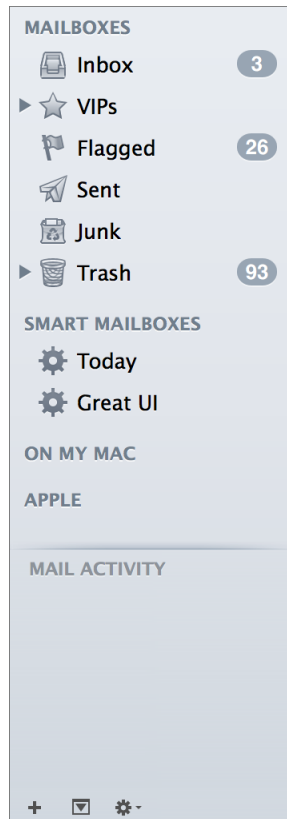 MAILBOXES
Inbox 3
VIPs
Flagged 26
Sent
Junk
Trash 93
SMART MAILBOXES
Today
Great UI
ON MY MAC
APPLE
MAIL ACTIVITY